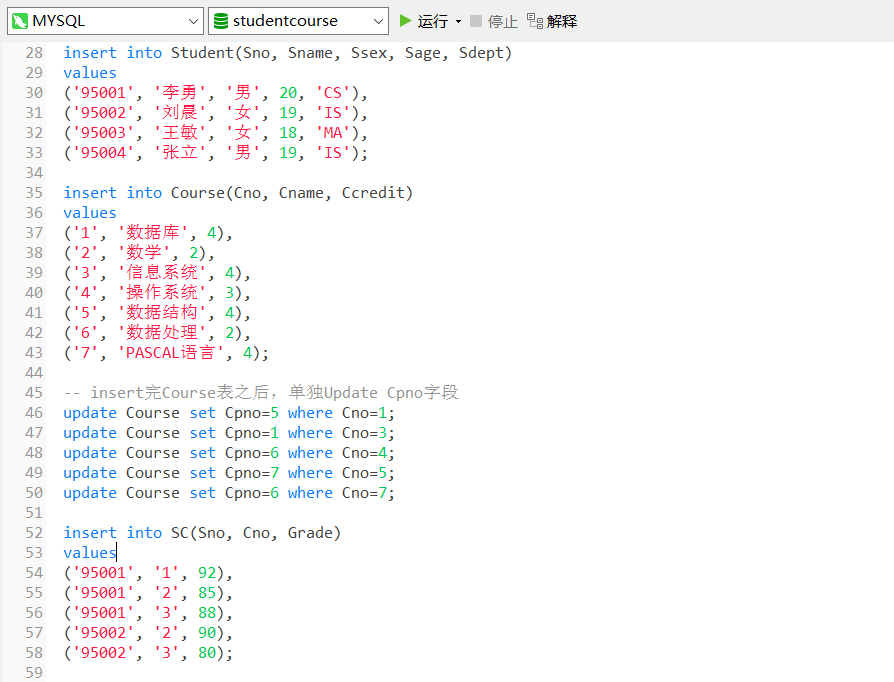 MYSQL studentcourse 运行 停止 解释
28 insert into Student(Sno, Sname, Ssex, Sage, Sdept)
29 values
30 ('95001', '李勇', '男', 20, 'CS'),
31 ('95002', '刘晨', '女', 19, 'IS'),
32 ('95003', '王敏', '女', 18, 'MA'),
33 ('95004', '张立', '男', 19, 'IS');
34
35 insert into Course(Cno, Cname, Ccredit)
36 values
37 ('1', '数据库', 4),
38 ('2', '数学', 2),
39 ('3', '信息系统', 4),
40 ('4', '操作系统', 3),
41 ('5', '数据结构', 4),
42 ('6', '数据处理', 2),
43 ('7', 'PASCAL语言', 4);
44
45 -- insert完Course表之后，单独Update Cpno字段
46 update Course set Cpno=5 where Cno=1;
47 update Course set Cpno=1 where Cno=3;
48 update Course set Cpno=6 where Cno=4;
49 update Course set Cpno=7 where Cno=5;
50 update Course set Cpno=6 where Cno=7;
51
52 insert into SC(Sno, Cno, Grade)
53 values
54 ('95001', '1', 92),
55 ('95001', '2', 85),
56 ('95001', '3', 88),
57 ('95002', '2', 90),
58 ('95002', '3', 80);
59